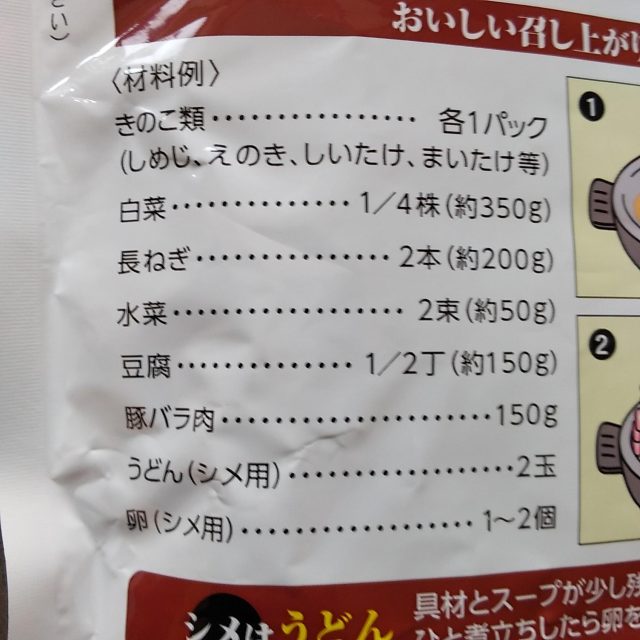 さい）
おいしい召し上がり
〈材料例〉
きのこ類・・・・・・・・・・・・・・・・各1パック
(しめじ、えのき、しいたけ、まいたけ等)
白菜・・・・・・・・・・・・・・1／4株(約350g)
長ねぎ・・・・・・・・・・・・・・・・2本(約200g)
水菜・・・・・・・・・・・・・・・・・・2束(約50g)
豆腐・・・・・・・・・・・・・・1／2丁(約150g)
豚バラ肉・・・・・・・・・・・・・・・・・・・・・150g
うどん(シメ用)・・・・・・・・・・・・・・・・・・2玉
卵(シメ用)・・・・・・・・・・・・・・・・・・1〜2個
1
2
シメはうどん
具材とスープが少し残
ひと煮立ちしたら卵を